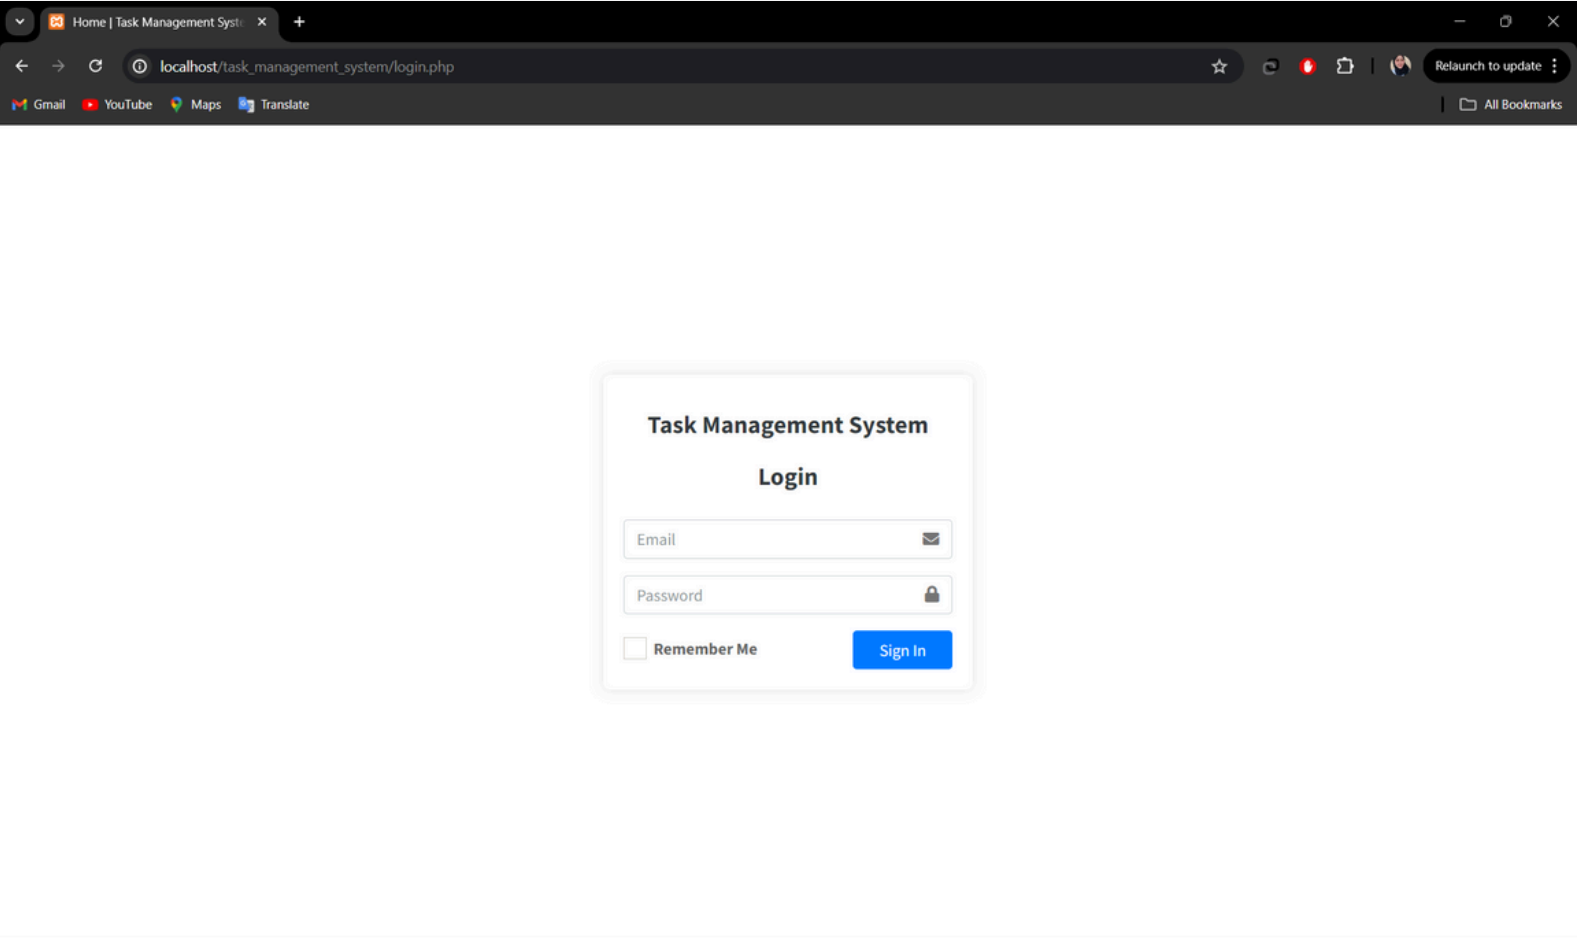 Home | Task Management Syste
localhost/task_management_system/login.php
Relaunch to update
Gmail YouTube Maps Translate
All Bookmarks
Task Management System
Login
Email
Password
Remember Me
Sign In